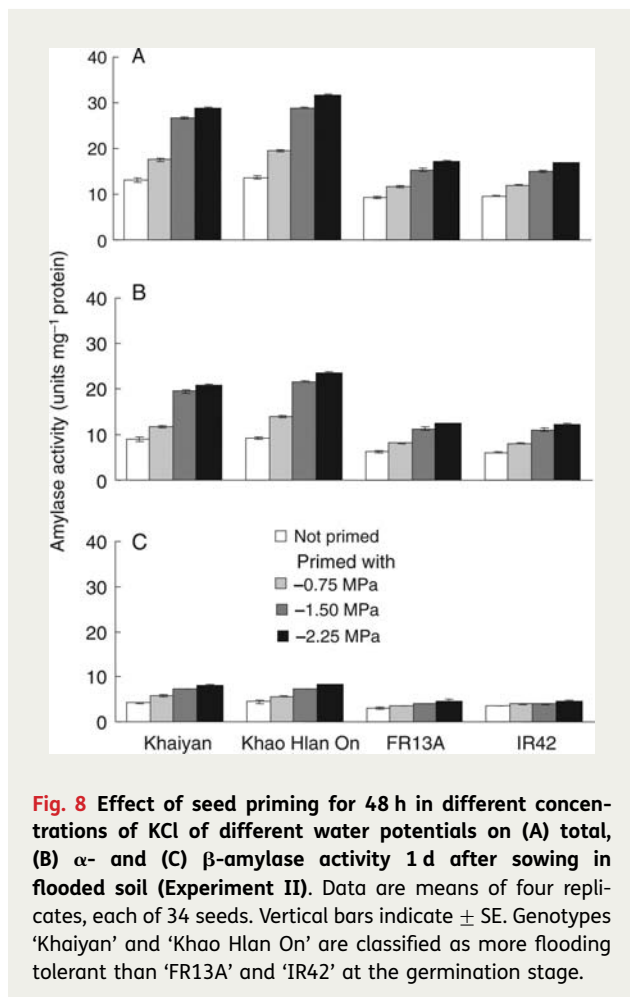 A
40
30
20
10
0
B
40
30
20
10
0
Amylase activity (units mg⁻¹ protein)
C
40
30
20
10
0
Not primed
Primed with
−0.75 MPa
−1.50 MPa
−2.25 MPa
Khaiyan Khao Hlan On FR13A IR42
Fig. 8 Effect of seed priming for 48 h in different concen-
trations of KCl of different water potentials on (A) total,
(B) α- and (C) β-amylase activity 1 d after sowing in
flooded soil (Experiment II). Data are means of four repli-
cates, each of 34 seeds. Vertical bars indicate ± SE. Genotypes
‘Khaiyan’ and ‘Khao Hlan On’ are classified as more flooding
tolerant than ‘FR13A’ and ‘IR42’ at the germination stage.